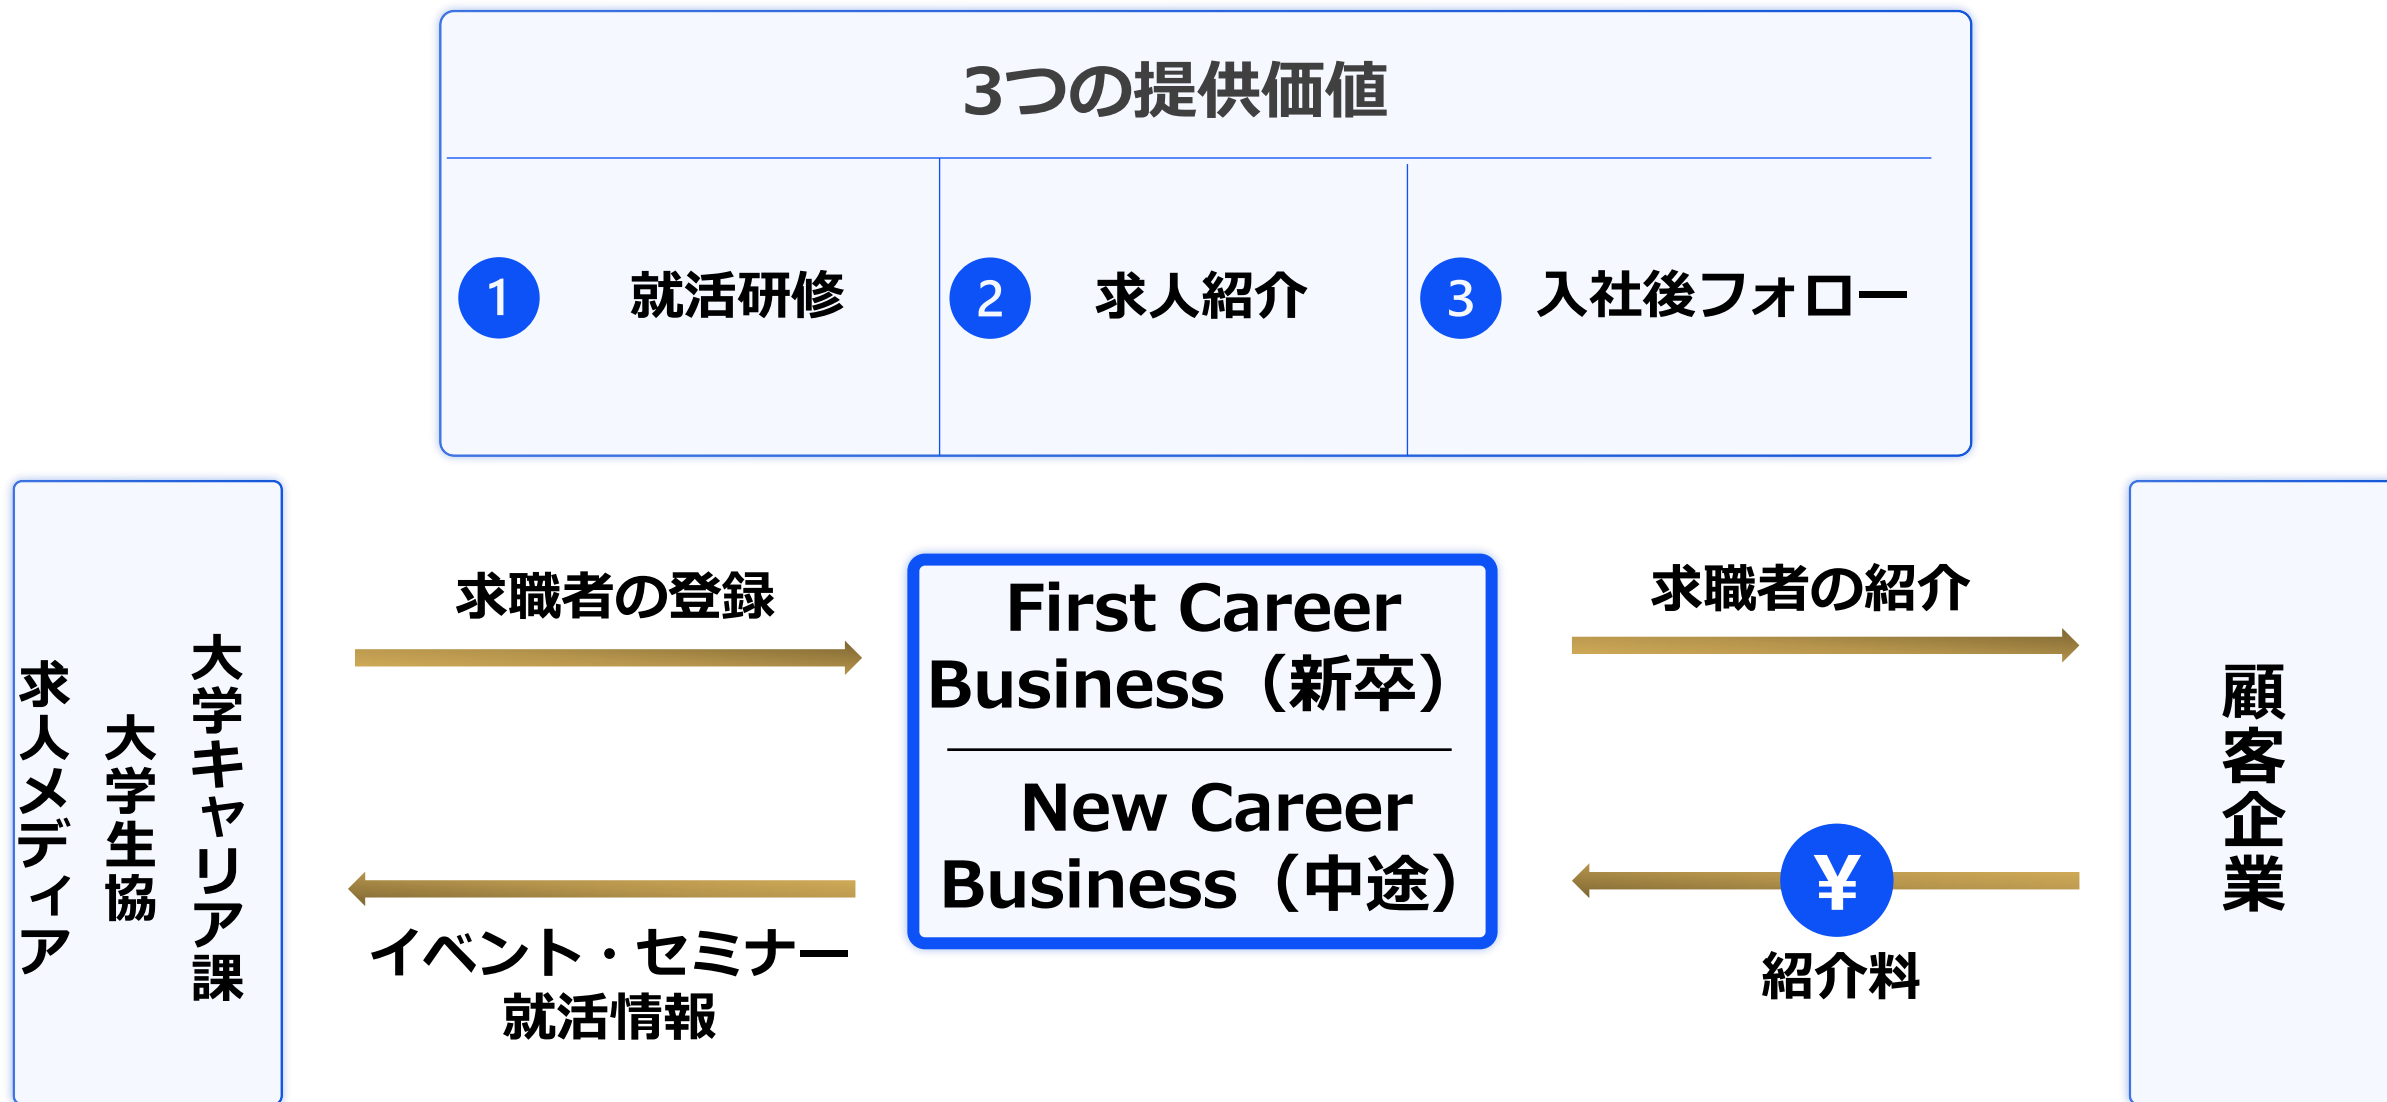 3つの提供価値
1 就活研修
2 求人紹介
3 入社後フォロー
大学キャリア課
大学生協
求人メディア
求職者の登録
イベント・セミナー
就活情報
First Career
Business（新卒）
New Career
Business（中途）
求職者の紹介
¥
紹介料
顧客企業